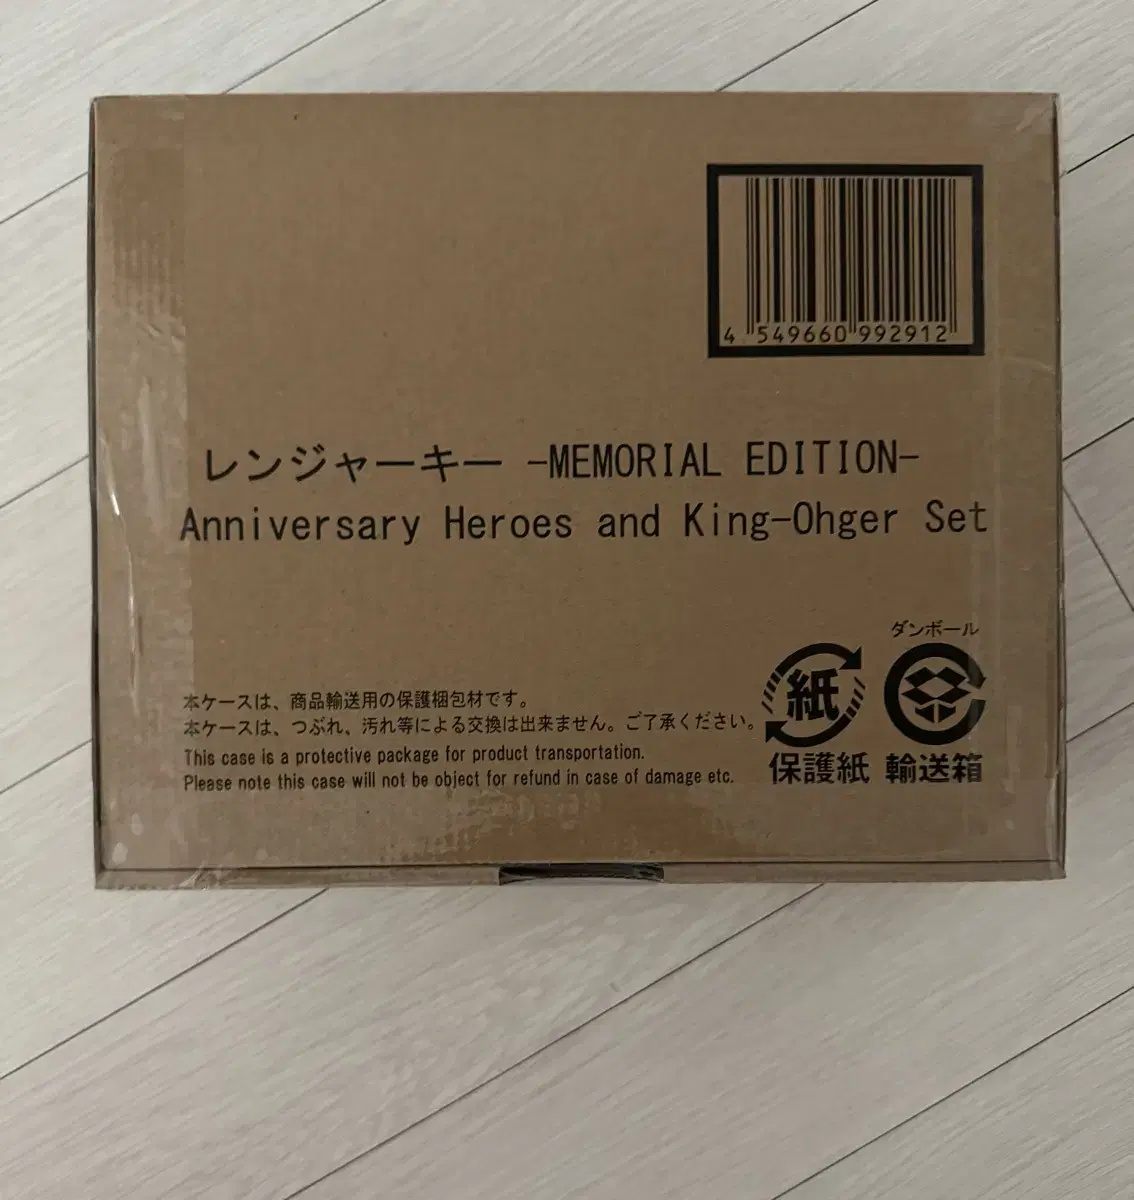 4 549660 992912
レンジャーキー -MEMORIAL EDITION-
Anniversary Heroes and King-Ohger Set
ダンボール
紙
保護紙 輸送箱
本ケースは、商品輸送用の保護梱包材です。
本ケースは、つぶれ、汚れ等による交換は出来ません。ご了承ください。
This case is a protective package for product transportation.
Please note this case will not be object for refund in case of damage etc.